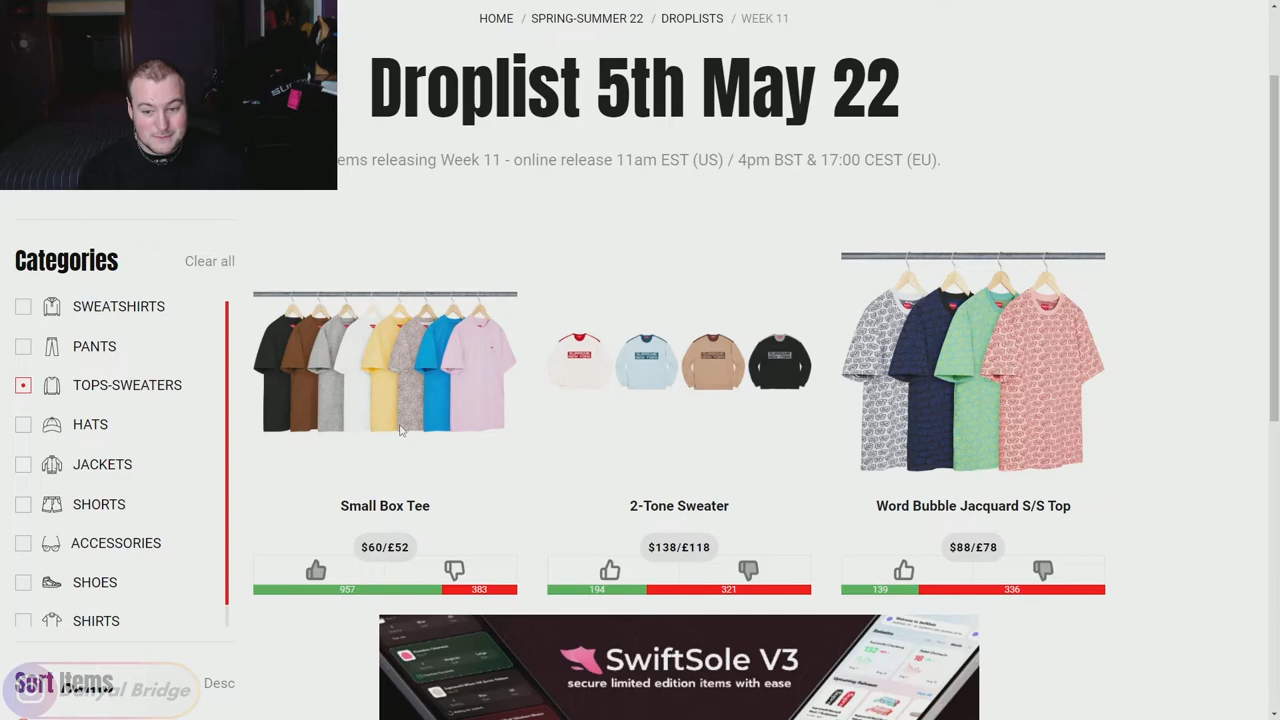 HOME / SPRING-SUMMER 22 / DROPLISTS / WEEK 11
Droplist 5th May 22
ems releasing Week 11 - online release 11am EST (US) / 4pm BST & 17:00 CEST (EU).
Categories
Clear all
SWEATSHIRTS
PANTS
TOPS-SWEATERS
HATS
JACKETS
SHORTS
ACCESSORIES
SHOES
SHIRTS
Sort Items
Desc
Bridge
Small Box Tee
$60/£52
957
383
2-Tone Sweater
$138/£118
194
321
Word Bubble Jacquard S/S Top
$88/£78
139
336
SwiftSole V3
secure limited edition items with ease